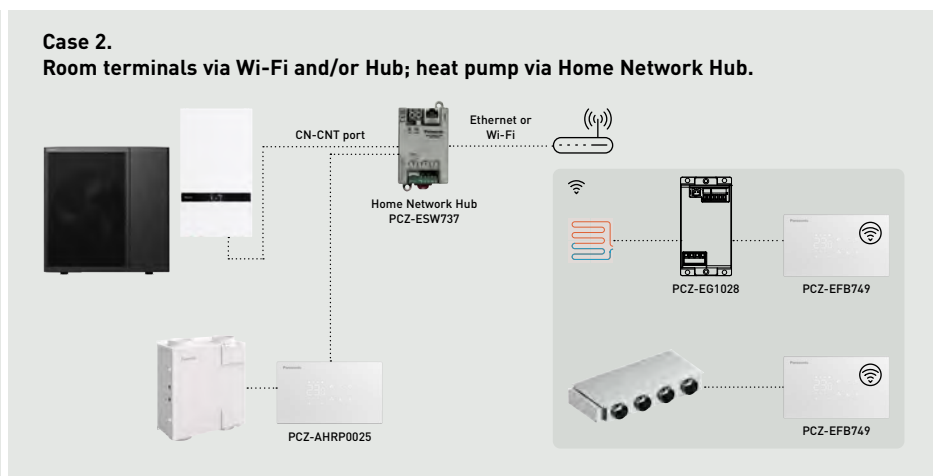 Case 2.
Room terminals via Wi-Fi and/or Hub; heat pump via Home Network Hub.
CN-CNT port
Ethernet or
Wi-Fi
Home Network Hub
PCZ-ESW737
PCZ-EG1028
PCZ-EFB749
PCZ-AHRP0025
PCZ-EFB749